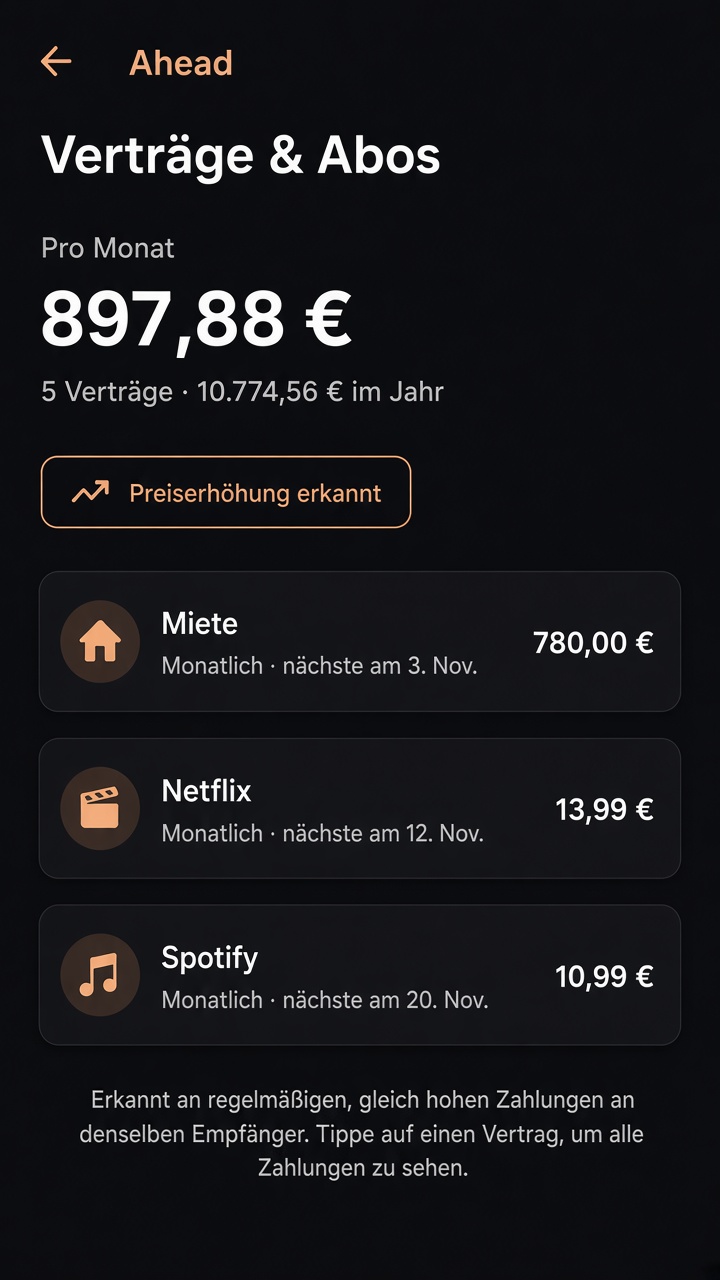 Ahead
Verträge & Abos
Pro Monat
897,88 €
5 Verträge · 10.774,56 € im Jahr
Preiserhöhung erkannt
Miete
Monatlich · nächste am 3. Nov.
780,00 €
Netflix
Monatlich · nächste am 12. Nov.
13,99 €
Spotify
Monatlich · nächste am 20. Nov.
10,99 €
Erkannt an regelmäßigen, gleich hohen Zahlungen an
denselben Empfänger. Tippe auf einen Vertrag, um alle
Zahlungen zu sehen.